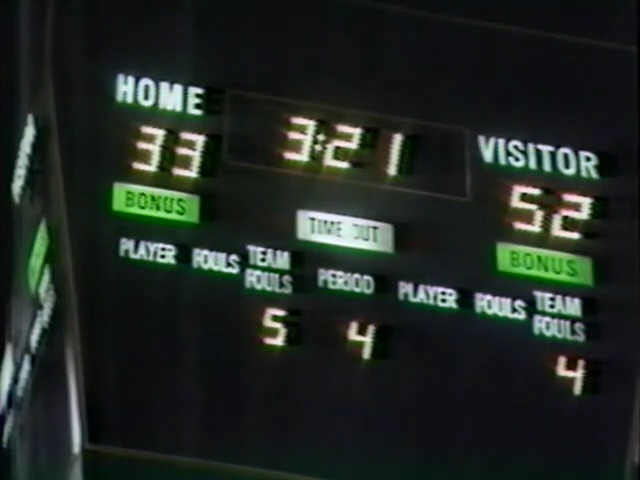 HOME
3:21
VISITOR
33
52
BONUS
TIME OUT
BONUS
PLAYER FOULS TEAM FOULS PERIOD PLAYER FOULS TEAM FOULS
5
4
4